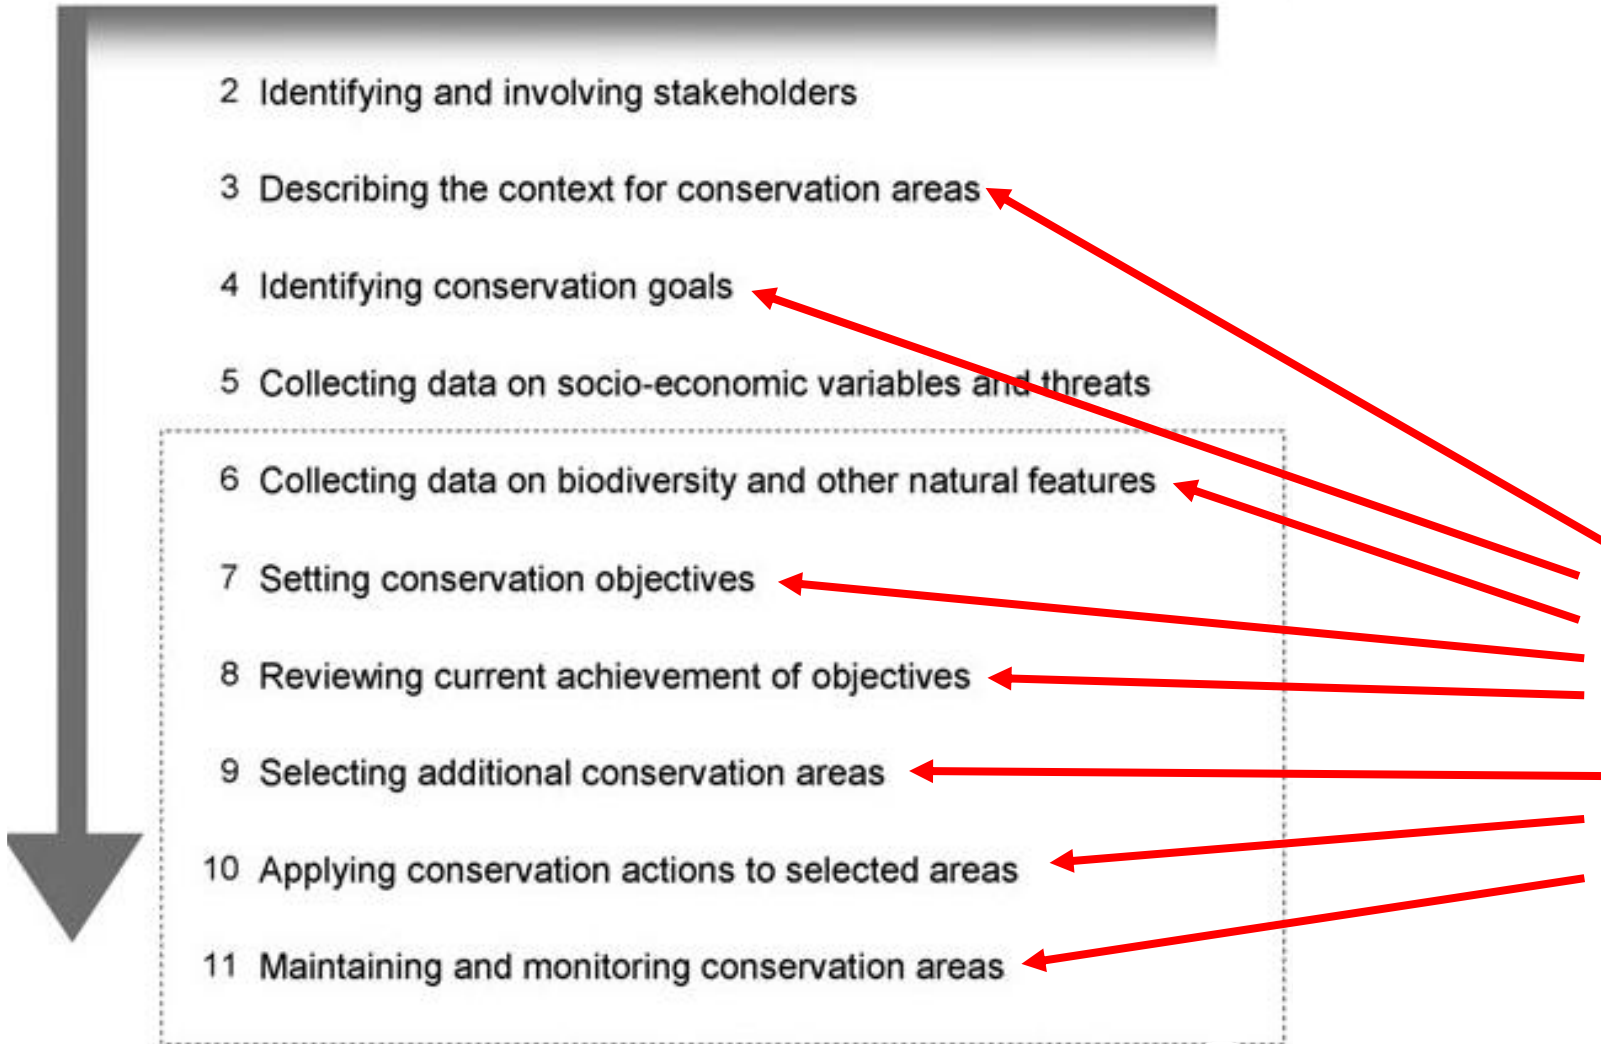 2 Identifying and involving stakeholders
3 Describing the context for conservation areas
4 Identifying conservation goals
5 Collecting data on socio-economic variables and threats
6 Collecting data on biodiversity and other natural features
7 Setting conservation objectives
8 Reviewing current achievement of objectives
9 Selecting additional conservation areas
10 Applying conservation actions to selected areas
11 Maintaining and monitoring conservation areas